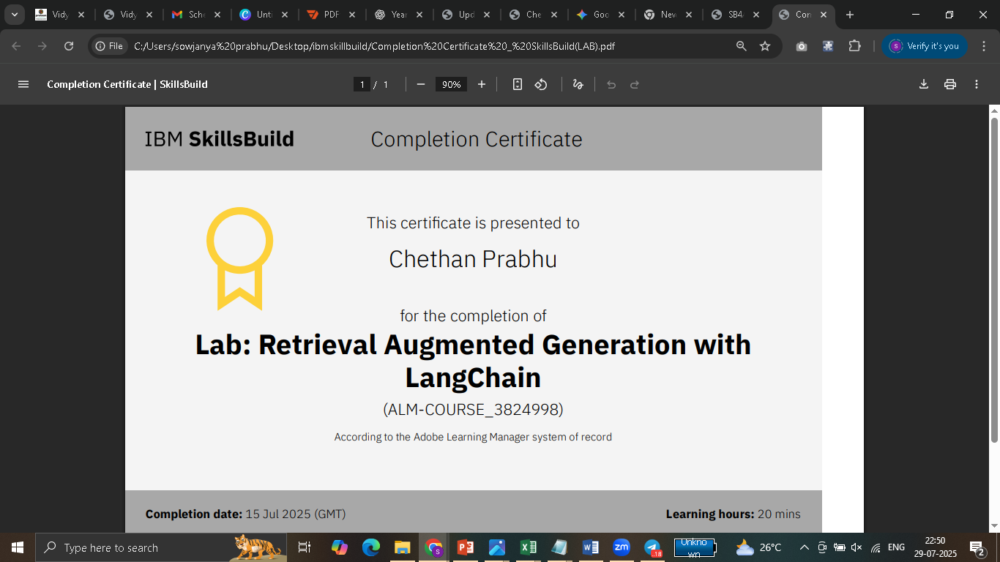 Vidy
Vidy
Sche
Unti
PDF
Year
Upd
Che
Goo
New
SB4/
Con
File
C:/Users/sowjanya%20prabhu/Desktop/ibmskillbuild/Completion%20Certificate%20_%20SkillsBuild(LAB).pdf
S
Verify it's you
Completion Certificate | SkillsBuild
1 / 1
90%
IBM SkillsBuild
Completion Certificate
This certificate is presented to
Chethan Prabhu
for the completion of
Lab: Retrieval Augmented Generation with
LangChain
(ALM-COURSE_3824998)
According to the Adobe Learning Manager system of record
Completion date: 15 Jul 2025 (GMT)
Learning hours: 20 mins
Type here to search
S
zm
18
Unkno
wn
26°C
ENG
22:50
29-07-2025
2